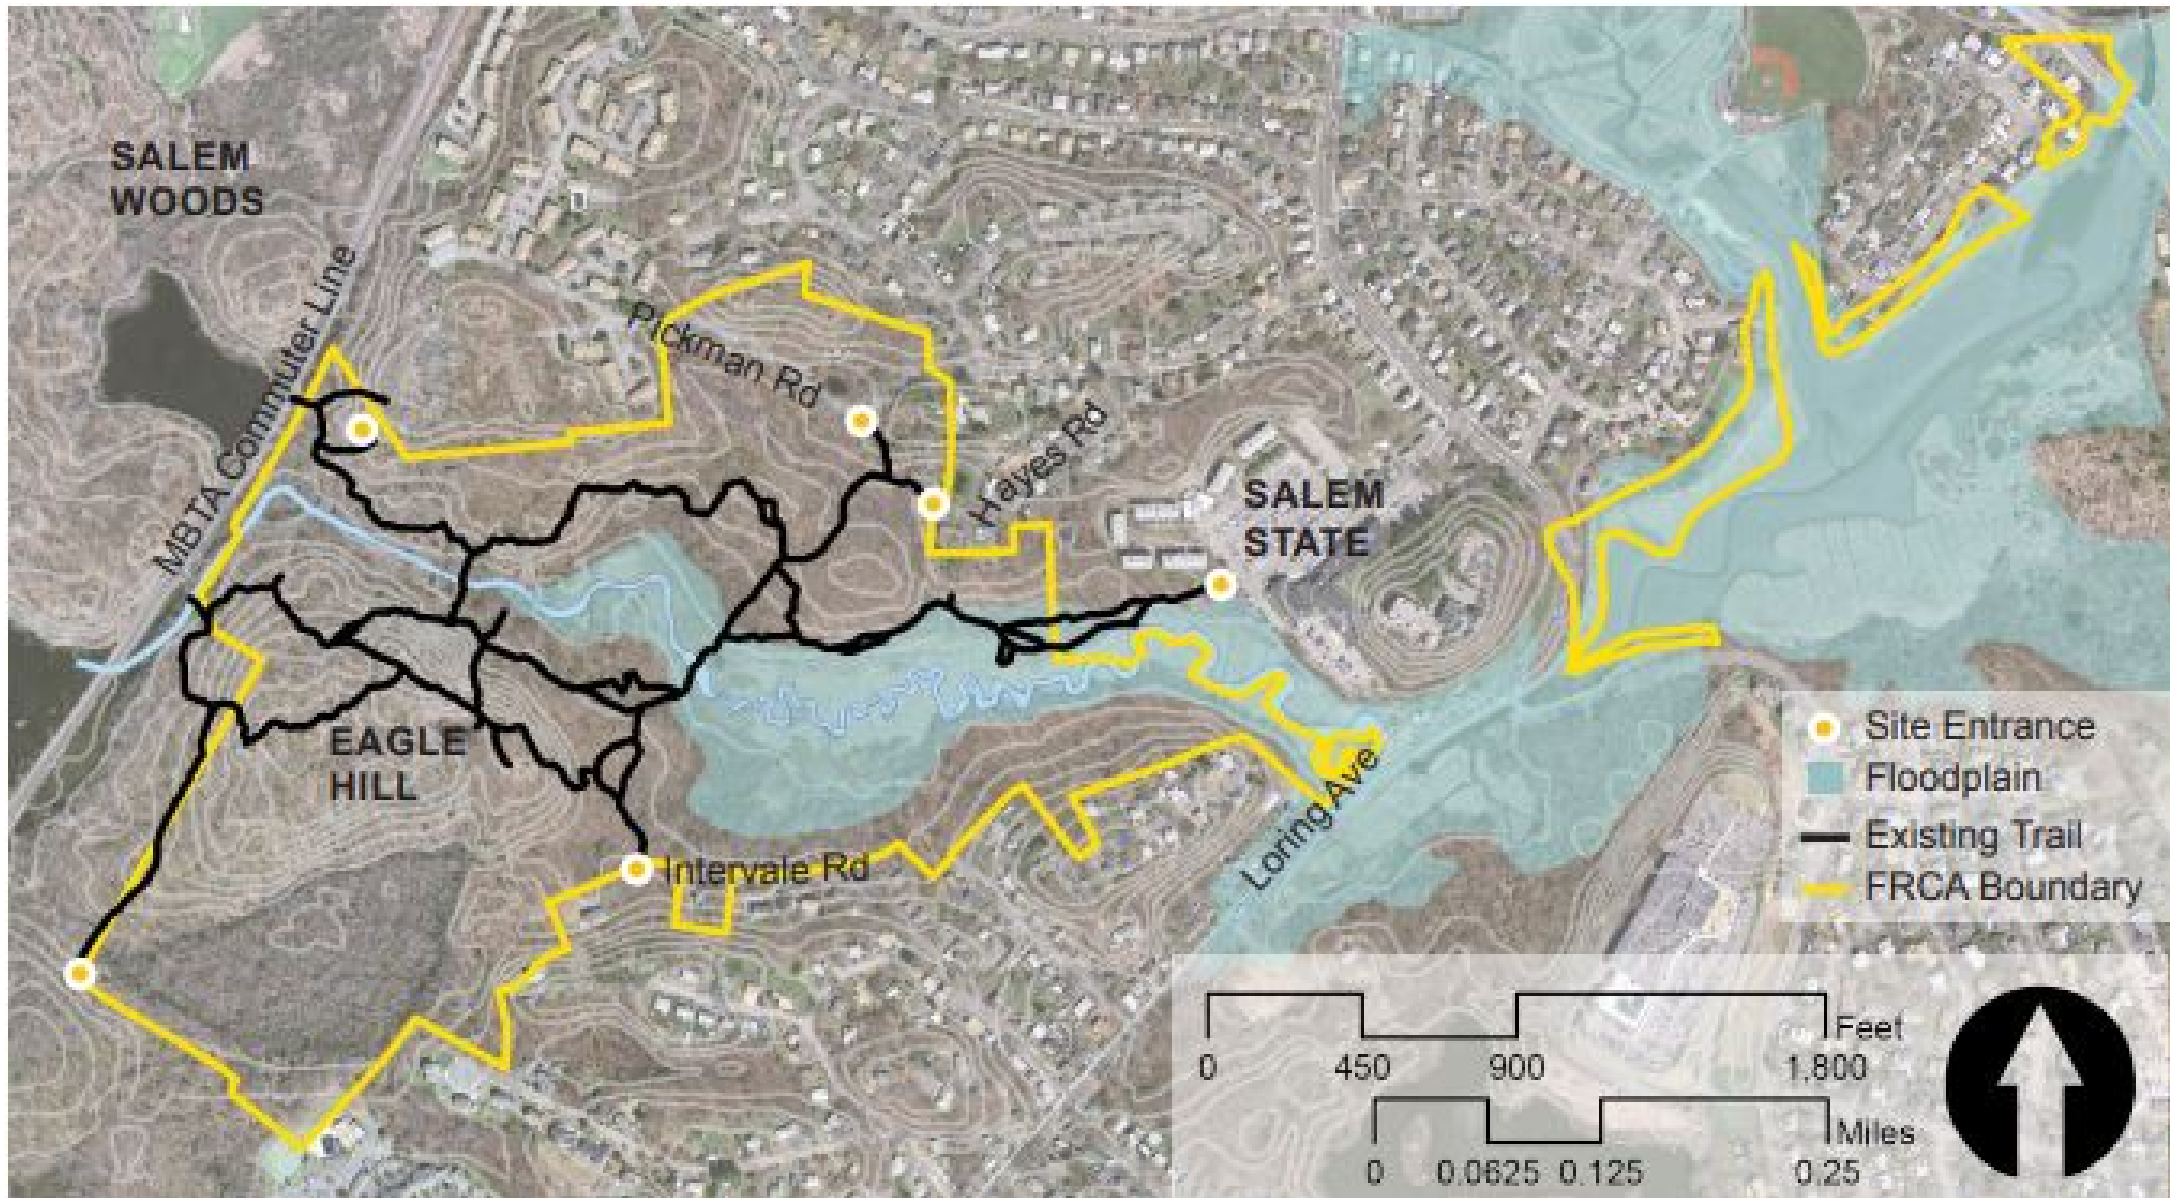 SALEM
WOODS
MBTA Commuter Line
Pickman Rd
Hayes Rd
SALEM
STATE
EAGLE
HILL
Intervale Rd
Loring Ave
Site Entrance
Floodplain
Existing Trail
FRCA Boundary
Feet
0 450 900 1,800
Miles
0 0.0625 0.125 0.25